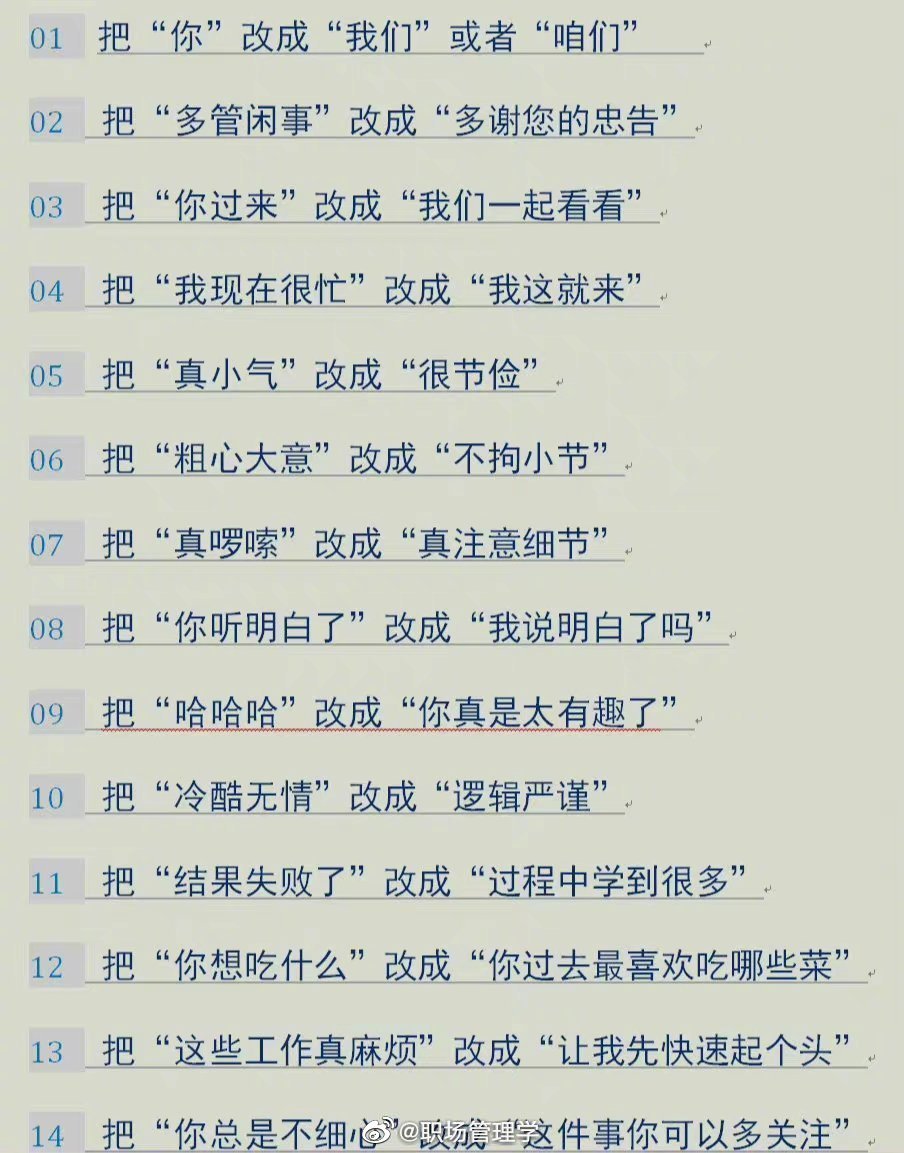 01 把“你”改成“我们”或者“咱们”
02 把“多管闲事”改成“多谢您的忠告”
03 把“你过来”改成“我们一起看看”
04 把“我现在很忙”改成“我这就来”
05 把“真小气”改成“很节俭”
06 把“粗心大意”改成“不拘小节”
07 把“真啰嗦”改成“真注意细节”
08 把“你听明白了”改成“我说明白了吗”
09 把“哈哈哈”改成“你真是太有趣了”
10 把“冷酷无情”改成“逻辑严谨”
11 把“结果失败了”改成“过程中学到很多”
12 把“你想吃什么”改成“你过去最喜欢吃哪些菜”
13 把“这些工作真麻烦”改成“让我先快速起个头”
14 把“你总是不细心”改成“这件事你可以多关注”
@职场管理学